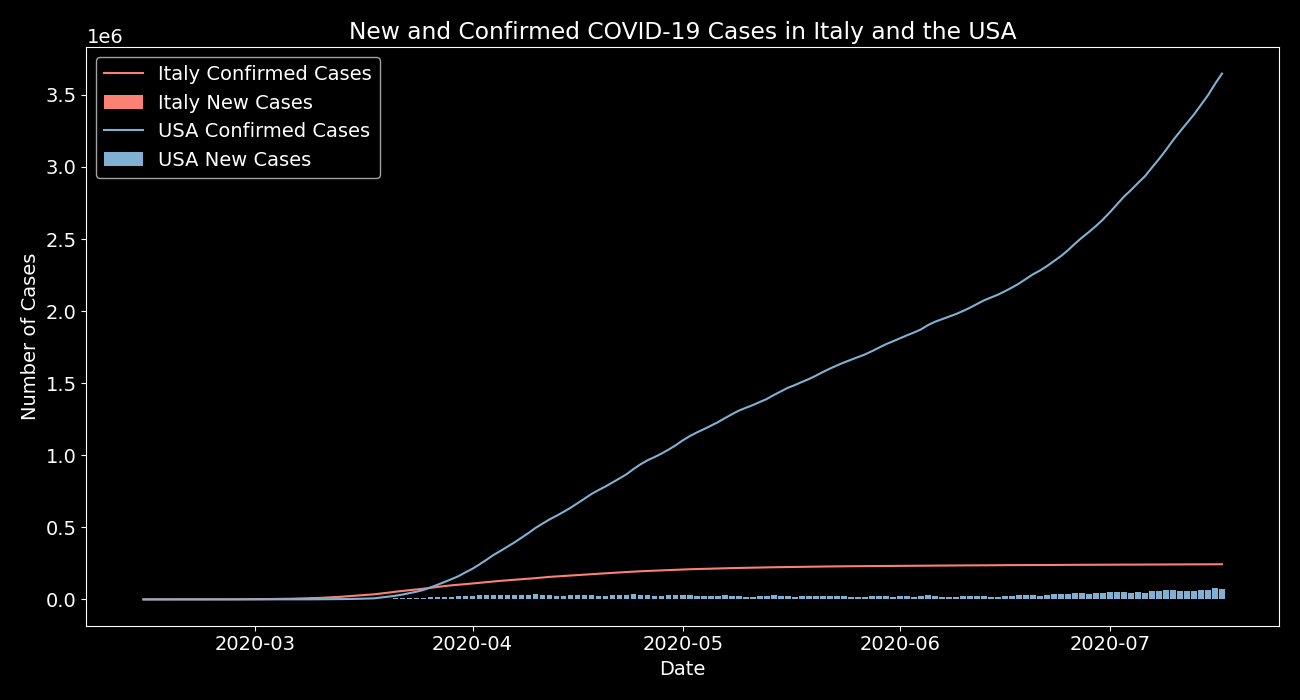 New and Confirmed COVID-19 Cases in Italy and the USA
1e6
Italy Confirmed Cases
Italy New Cases
USA Confirmed Cases
USA New Cases
3.5
3.0
2.5
2.0
1.5
1.0
0.5
0.0
Number of Cases
2020-03 2020-04 2020-05 2020-06 2020-07
Date